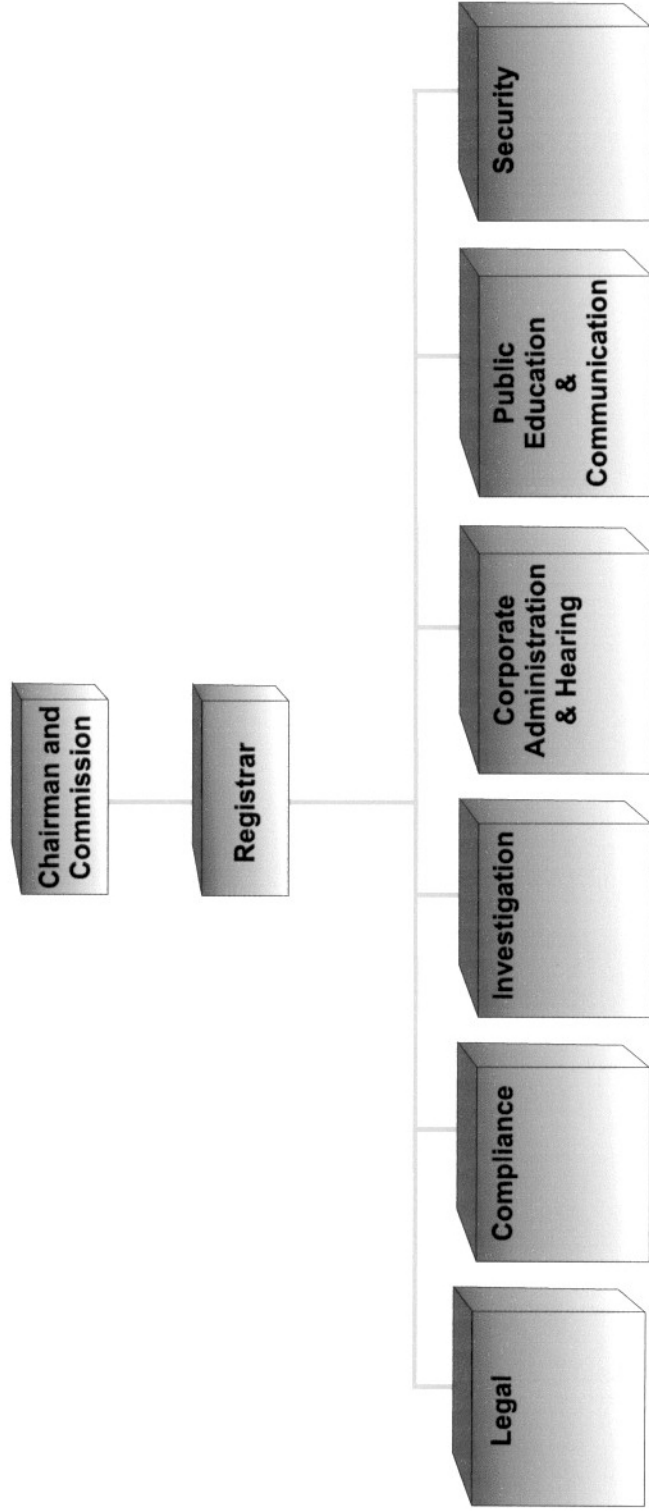 Chairman and
Commission
Registrar
Legal
Compliance
Investigation
Corporate
Administration
& Hearing
Public
Education
&
Communication
Security